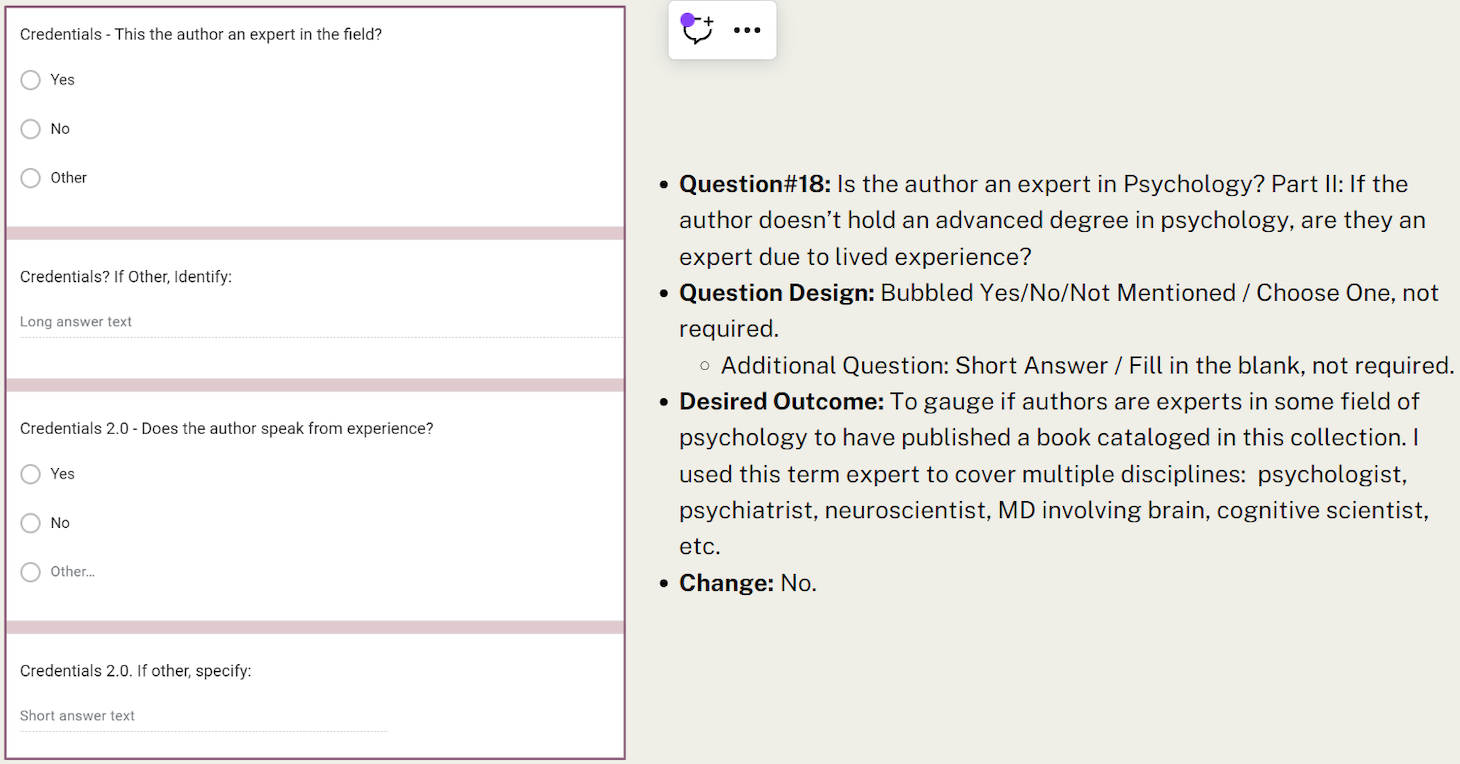 Credentials - This the author an expert in the field?
Yes
No
Other
Credentials? If Other, Identify:
Long answer text
Credentials 2.0 - Does the author speak from experience?
Yes
No
Other...
Credentials 2.0. If other, specify:
Short answer text
• Question#18: Is the author an expert in Psychology? Part II: If the
author doesn’t hold an advanced degree in psychology, are they an
expert due to lived experience?
• Question Design: Bubbled Yes/No/Not Mentioned / Choose One, not
required.
○ Additional Question: Short Answer / Fill in the blank, not required.
• Desired Outcome: To gauge if authors are experts in some field of
psychology to have published a book cataloged in this collection. I
used this term expert to cover multiple disciplines:  psychologist,
psychiatrist, neuroscientist, MD involving brain, cognitive scientist,
etc.
• Change: No.